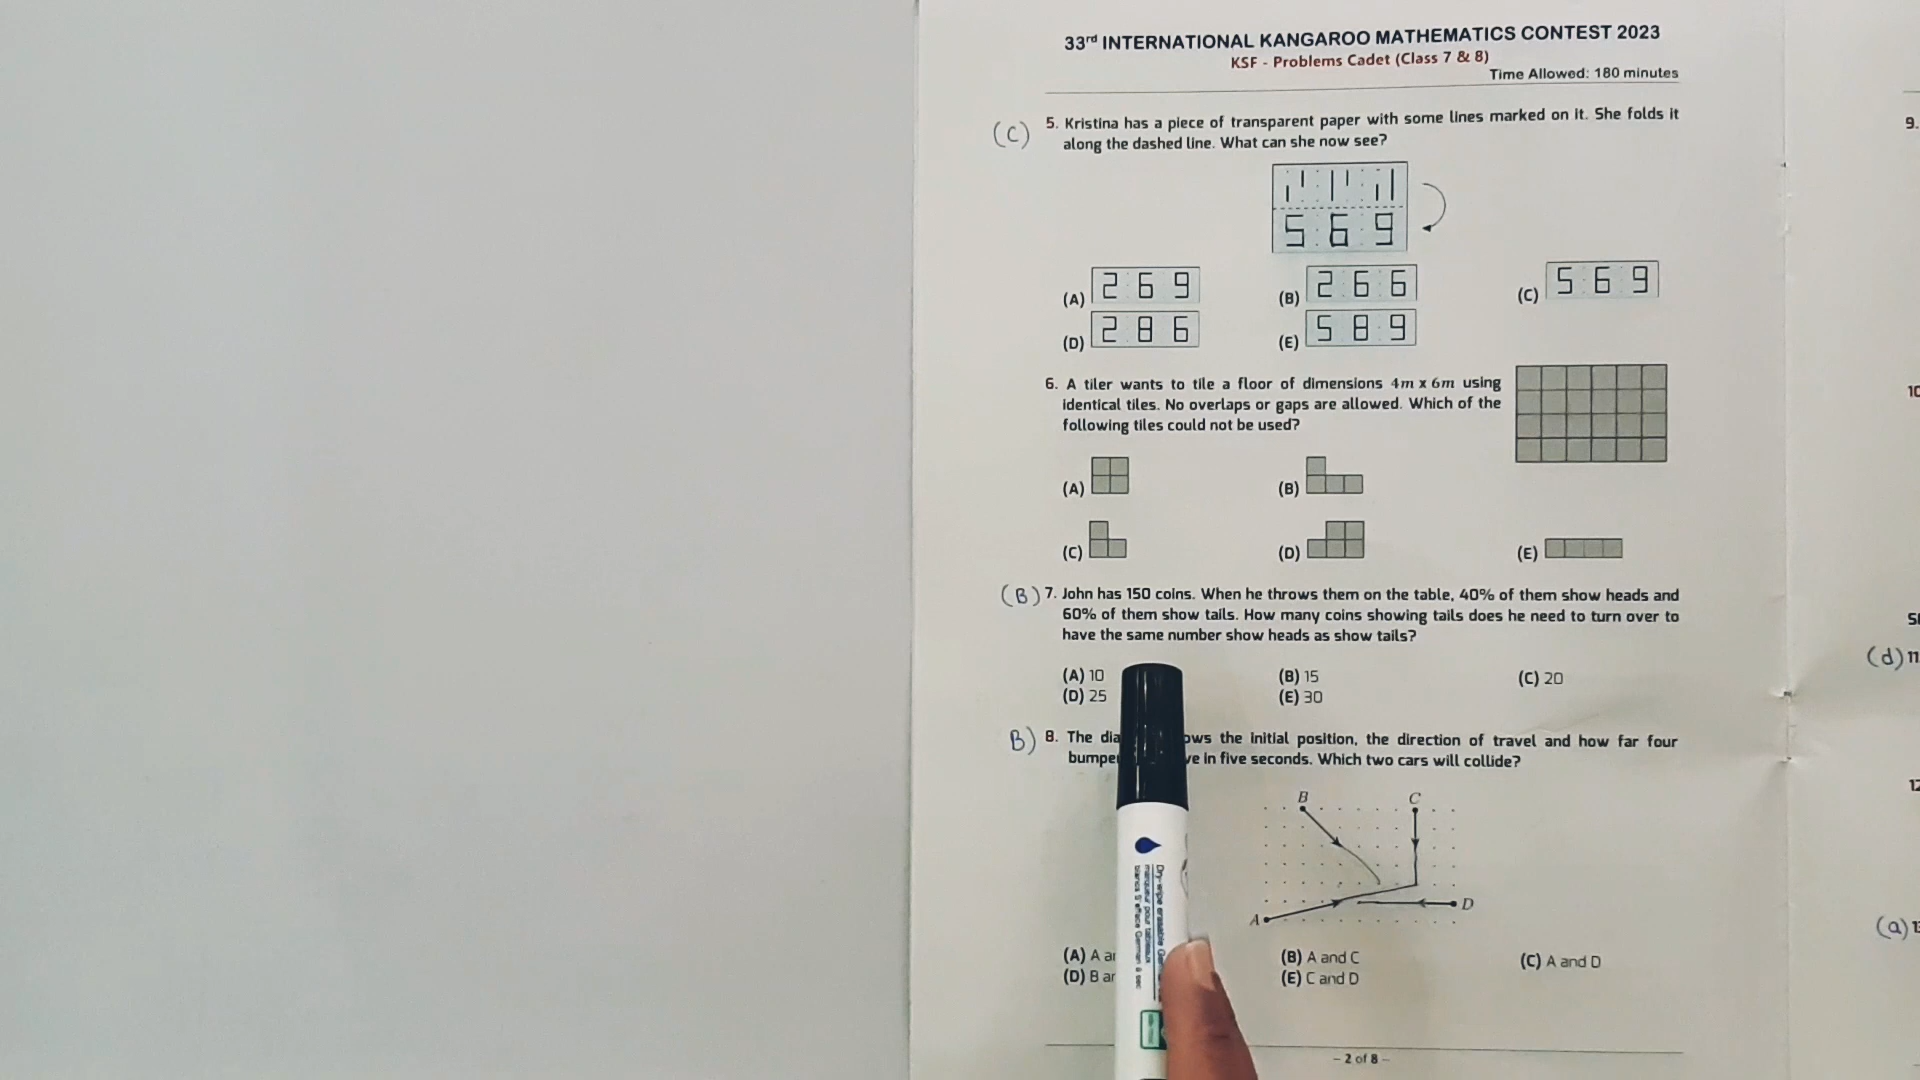 33rd INTERNATIONAL KANGAROO MATHEMATICS CONTEST 2023
KSF - Problems Cadet (Class 7 & 8)
Time Allowed: 180 minutes
(C) 5. Kristina has a piece of transparent paper with some lines marked on it. She folds it
along the dashed line. What can she now see?
5 6 9
(A) 2 6 9 (B) 2 6 6 (C) 5 6 9
(D) 2 8 6 (E) 5 8 9
6. A tiler wants to tile a floor of dimensions 4m x 6m using
identical tiles. No overlaps or gaps are allowed. Which of the
following tiles could not be used?
(A) (B)
(C) (D) (E)
(B) 7. John has 150 coins. When he throws them on the table, 40% of them show heads and
60% of them show tails. How many coins showing tails does he need to turn over to
have the same number show heads as show tails?
(A) 10 (B) 15 (C) 20
(D) 25 (E) 30
B) 8. The ows the initial position, the direction of travel and how far four
in five seconds. Which two cars will collide?
B C
D
A
(A) A (B) A and C (C) A and D
(D) B (E) C and D
– 2 of 8 –
9.
10
(d) 11
12
(a) 13
Dry-wipe